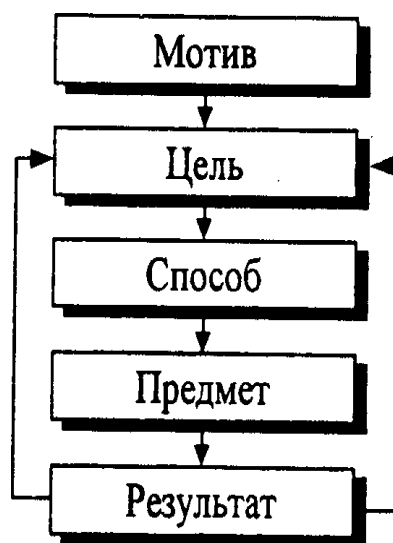 Мотив
Цель
Способ
Предмет
Результат